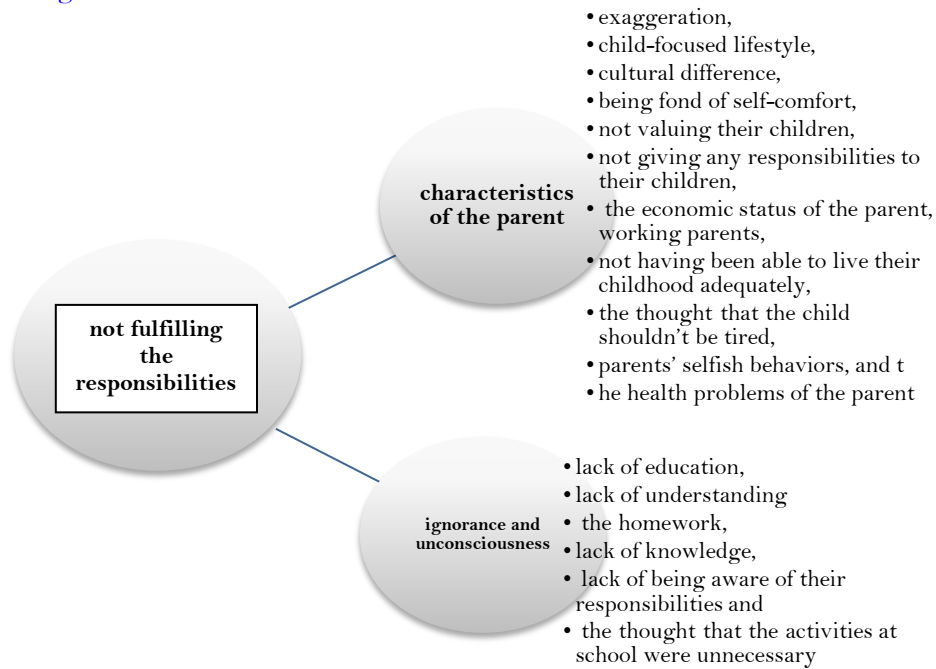 • exaggeration,
• child-focused lifestyle,
• cultural difference,
• being fond of self-comfort,
• not valuing their children,
• not giving any responsibilities to
their children,
• the economic status of the parent,
working parents,
• not having been able to live their
childhood adequately,
• the thought that the child
shouldn't be tired,
• parents' selfish behaviors, and t
• he health problems of the parent
characteristics
of the parent
not fulfilling
the
responsibilities
ignorance and
unconsciousness
• lack of education,
• lack of understanding
• the homework,
• lack of knowledge,
• lack of being aware of their
responsibilities and
• the thought that the activities at
school were unnecessary